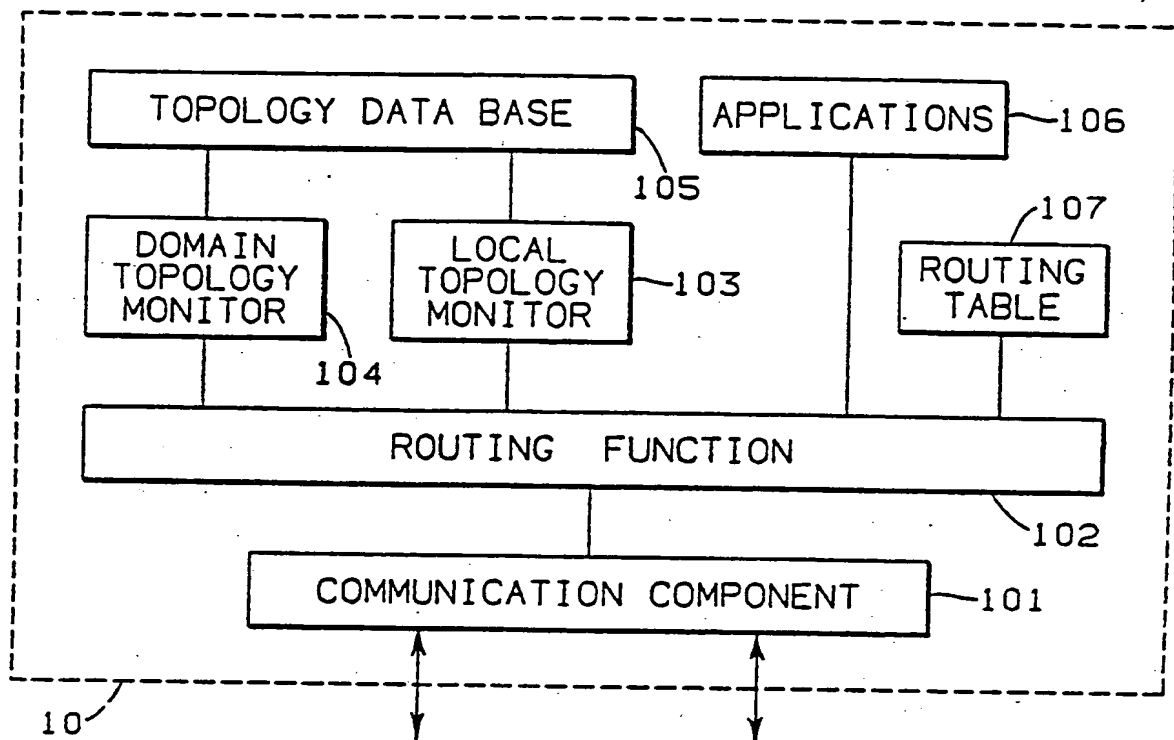 TOPOLOGY DATA BASE
105
APPLICATIONS
106
DOMAIN
TOPOLOGY
MONITOR
104
LOCAL
TOPOLOGY
MONITOR
103
107
ROUTING
TABLE
ROUTING FUNCTION
102
COMMUNICATION COMPONENT
101
10